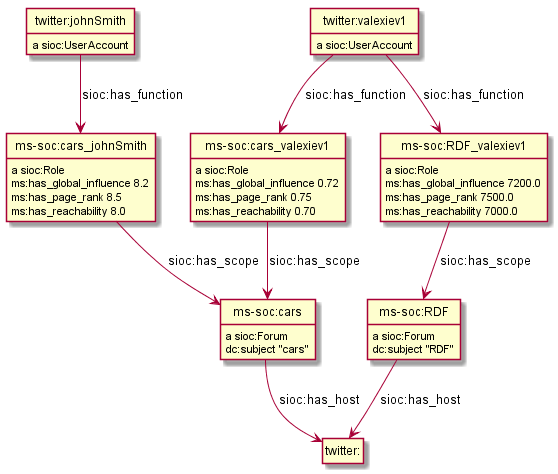 twitter:johnSmith
a sioc:UserAccount
twitter:valexiev1
a sioc:UserAccount
sioc:has_function
sioc:has_function
sioc:has_function
ms-soc:cars_johnSmith
a sioc:Role
ms:has_global_influence 8.2
ms:has_page_rank 8.5
ms:has_reachability 8.0
ms-soc:cars_valexiev1
a sioc:Role
ms:has_global_influence 0.72
ms:has_page_rank 0.75
ms:has_reachability 0.70
ms-soc:RDF_valexiev1
a sioc:Role
ms:has_global_influence 7200.0
ms:has_page_rank 7500.0
ms:has_reachability 7000.0
sioc:has_scope
sioc:has_scope
sioc:has_scope
ms-soc:cars
a sioc:Forum
dc:subject "cars"
ms-soc:RDF
a sioc:Forum
dc:subject "RDF"
sioc:has_host
sioc:has_host
twitter: